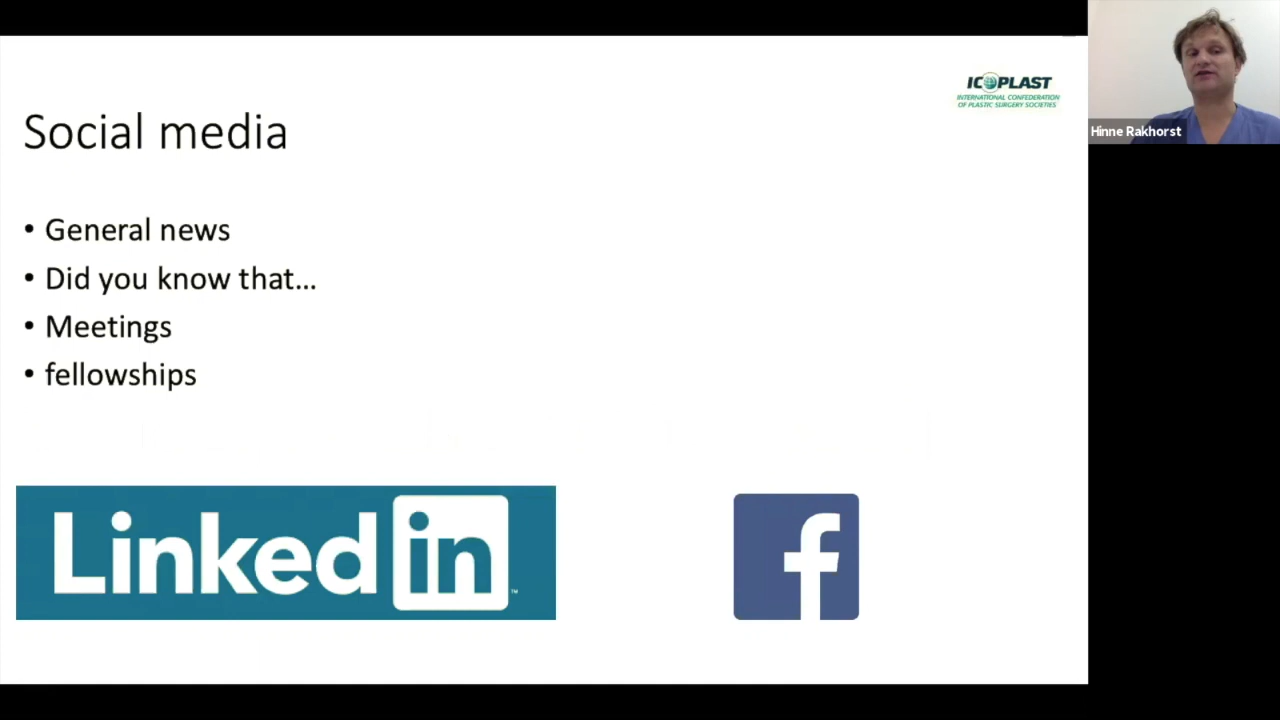 ICOPLAST
INTERNATIONAL CONFEDERATION
OF PLASTIC SURGERY SOCIETIES
Hinne Rakhorst
Social media
• General news
• Did you know that...
• Meetings
• fellowships
Linked in ™
f